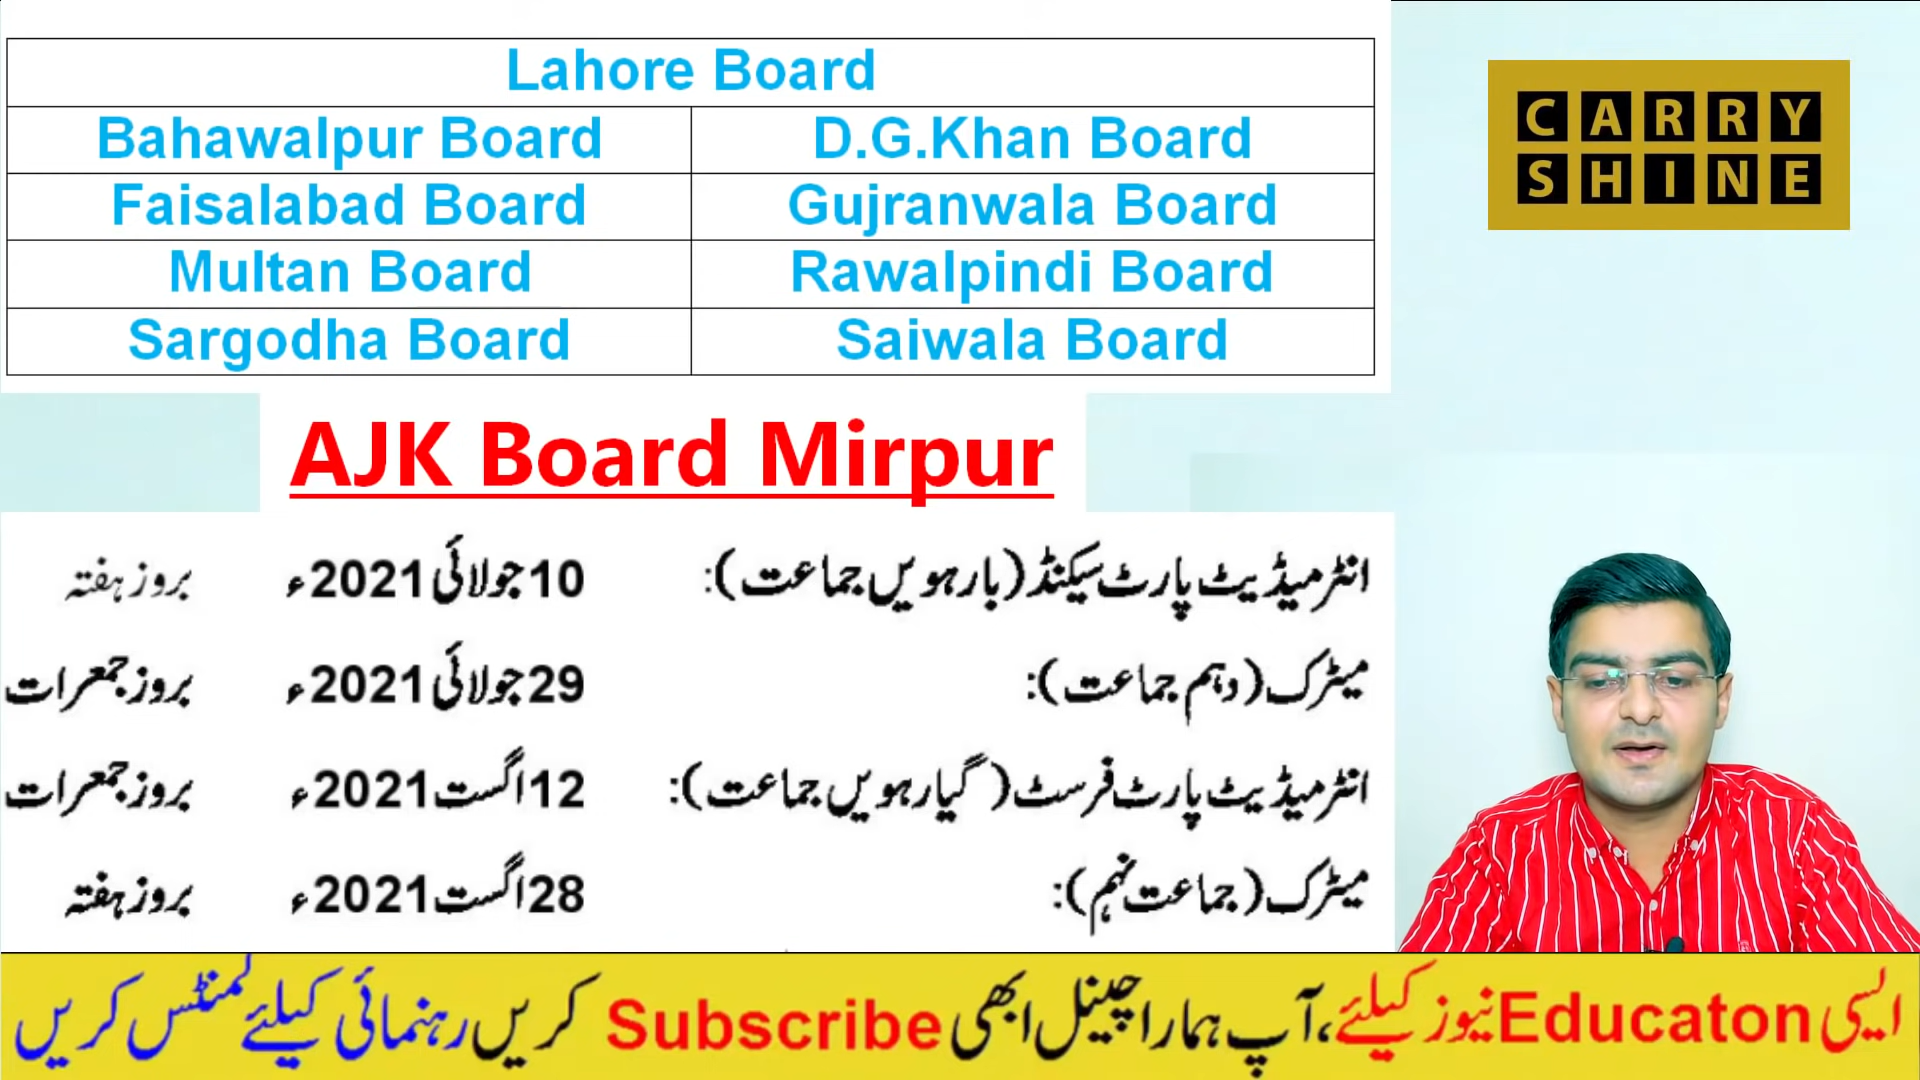 Lahore Board
Bahawalpur Board D.G.Khan Board
Faisalabad Board Gujranwala Board
Multan Board Rawalpindi Board
Sargodha Board Saiwala Board
CARRY
SHINE
AJK Board Mirpur
انٹرمیڈیٹ پارٹ سیکنڈ (بارہویں جماعت): 10 جولائی 2021ء بروز ہفتہ
میٹرک (دہم جماعت): 29 جولائی 2021ء بروز جمعرات
انٹرمیڈیٹ پارٹ فرسٹ (گیارہویں جماعت): 12 اگست 2021ء بروز جمعرات
میٹرک (جماعت نہم): 28 اگست 2021ء بروز ہفتہ
ایسی Educaton نیوز کیلئے، آپ ہمارا چینل ابھی Subscribe کریں رہنمائی کیلئے کمنٹس کریں